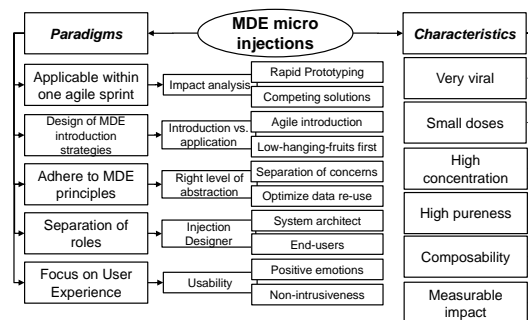 MDE micro
injections
Paradigms
Characteristics
Applicable within
one agile sprint
Impact analysis
Rapid Prototyping
Competing solutions
Design of MDE
introduction
strategies
Introduction vs.
application
Agile introduction
Low-hanging-fruits first
Adhere to MDE
principles
Right level of
abstraction
Separation of concerns
Optimize data re-use
Separation of
roles
Injection
Designer
System architect
End-users
Focus on User
Experience
Usability
Positive emotions
Non-intrusiveness
Very viral
Small doses
High
concentration
High pureness
Composability
Measurable
impact